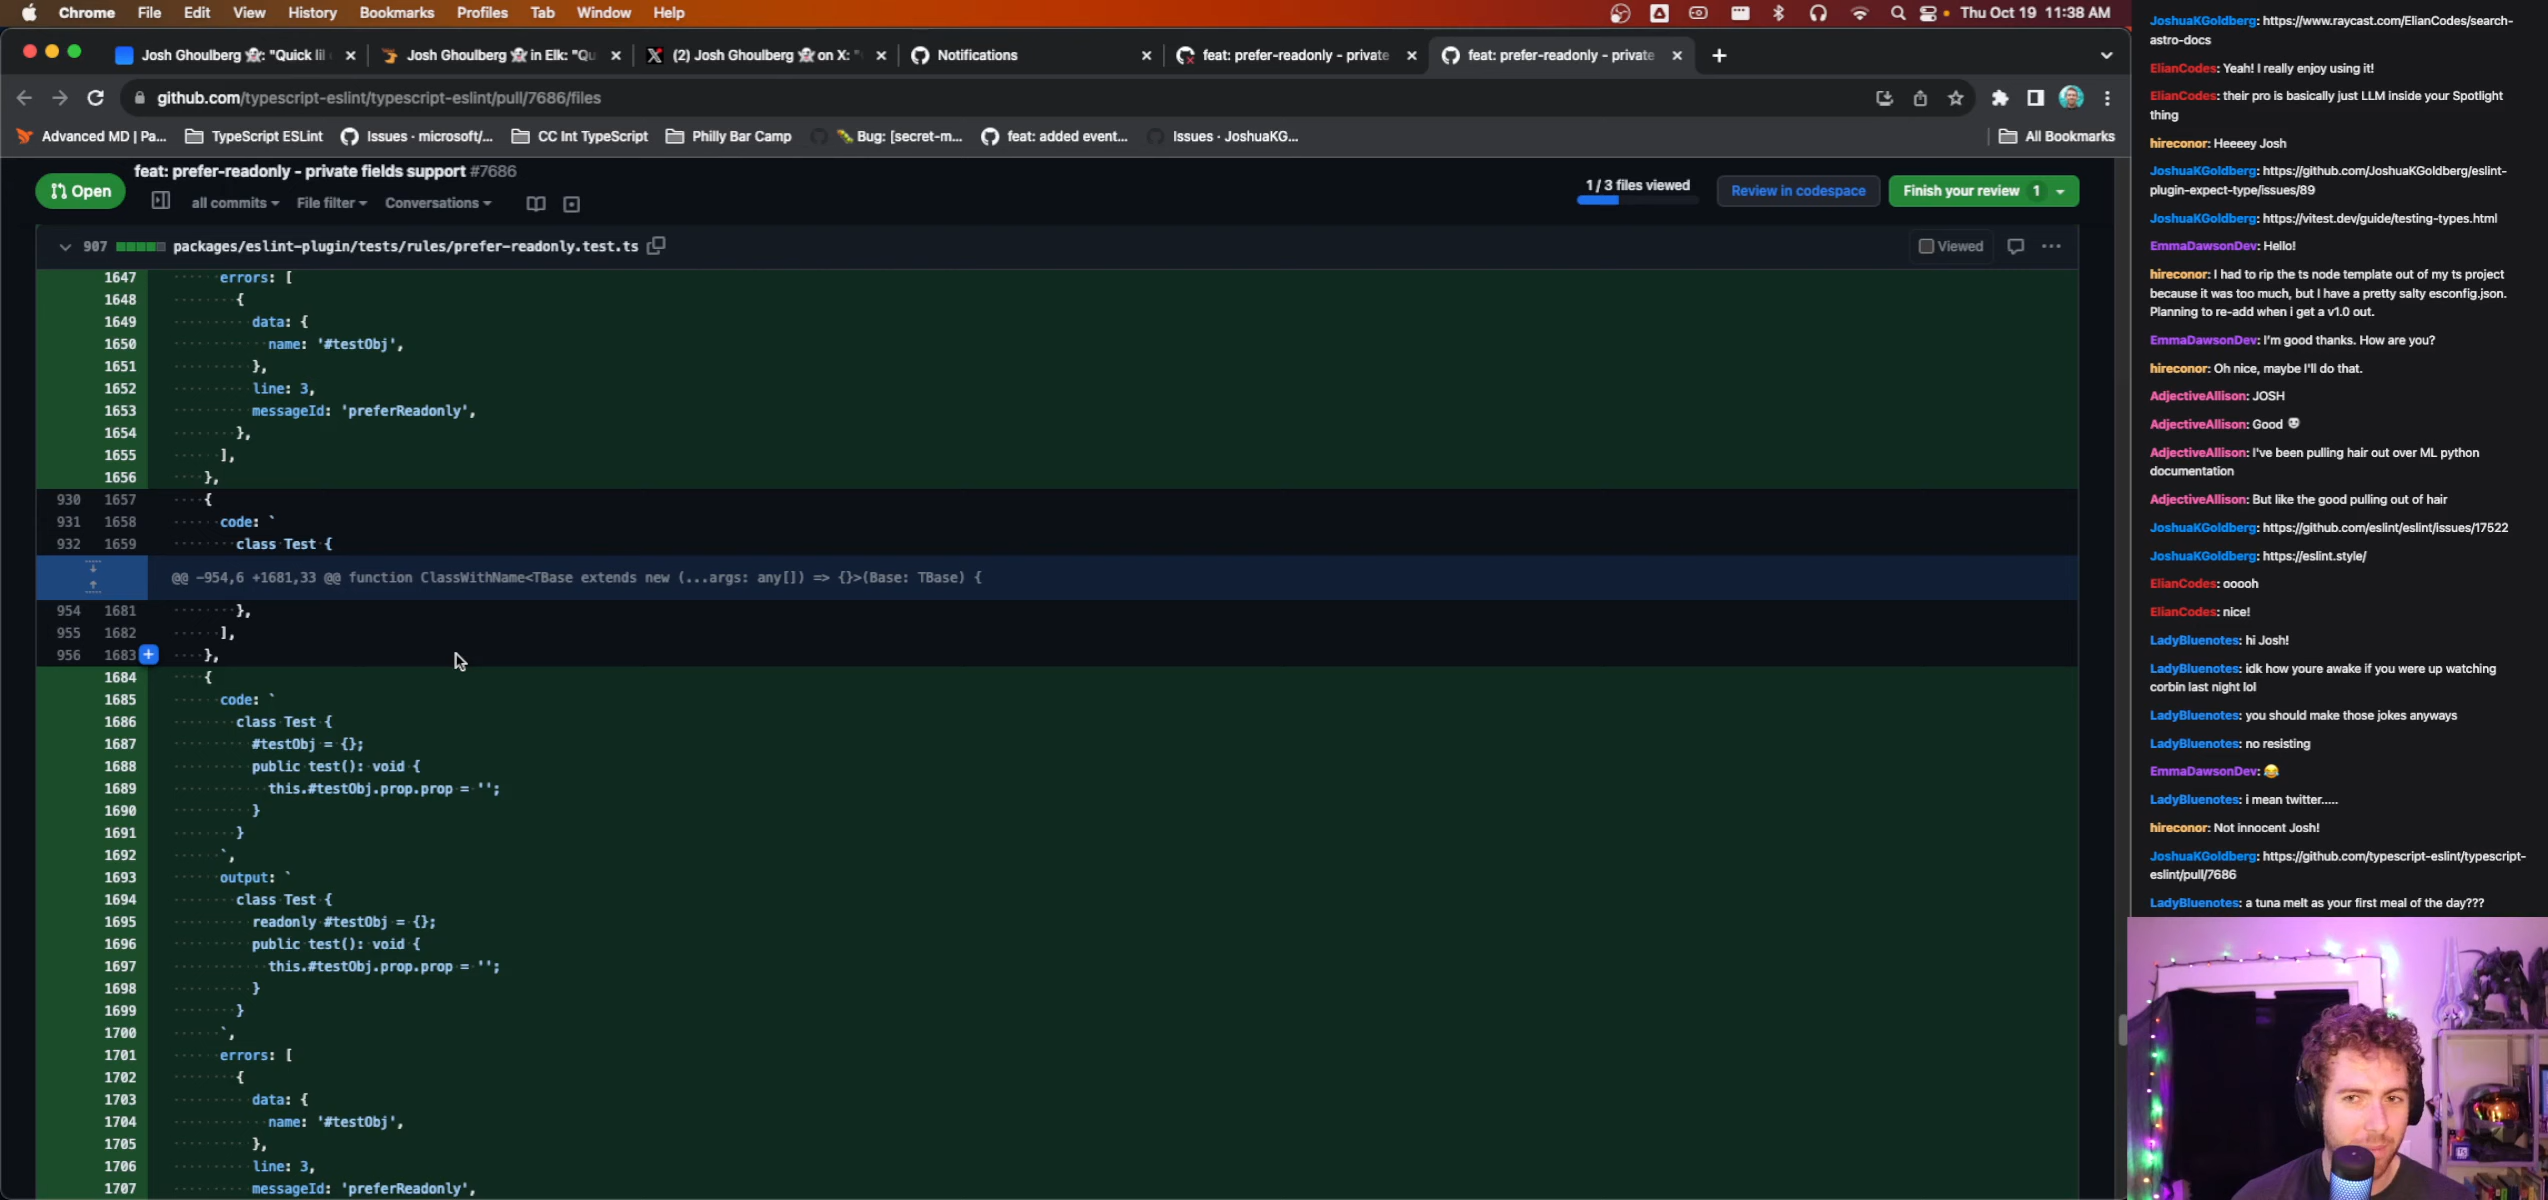 Chrome File Edit View History Bookmarks Profiles Tab Window Help Thu Oct 19 11:38 AM
Josh Ghoulberg 👻: "Quick lil Josh Ghoulberg 👻 in Elk: "Qu (2) Josh Ghoulberg 👻 on X: " Notifications feat: prefer-readonly - private feat: prefer-readonly - private
github.com/typescript-eslint/typescript-eslint/pull/7686/files
Advanced MD | Pa... TypeScript ESLint Issues · microsoft/... CC Int TypeScript Philly Bar Camp 🐛 Bug: [secret-m... feat: added event... Issues · JoshuaKG... All Bookmarks
feat: prefer-readonly - private fields support #7686
Open
all commits File filter Conversations
1 / 3 files viewed
Review in codespace
Finish your review 1
907 packages/eslint-plugin/tests/rules/prefer-readonly.test.ts Viewed
1647 errors: [
1648 {
1649 data: {
1650 name: '#testObj',
1651 },
1652 line: 3,
1653 messageId: 'preferReadonly',
1654 },
1655 ],
1656 },
930 1657 {
931 1658 code: `
932 1659 class Test {
@@ -954,6 +1681,33 @@ function ClassWithName<TBase extends new (...args: any[]) => {}>(Base: TBase) {
954 1681 },
955 1682 ],
956 1683 },
1684 {
1685 code: `
1686 class Test {
1687 #testObj = {};
1688 public test(): void {
1689 this.#testObj.prop.prop = '';
1690 }
1691 }
1692 `,
1693 output: `
1694 class Test {
1695 readonly #testObj = {};
1696 public test(): void {
1697 this.#testObj.prop.prop = '';
1698 }
1699 }
1700 `,
1701 errors: [
1702 {
1703 data: {
1704 name: '#testObj',
1705 },
1706 line: 3,
1707 messageId: 'preferReadonly',
JoshuaKGoldberg: https://www.raycast.com/ElianCodes/search-
astro-docs
ElianCodes: Yeah! I really enjoy using it!
ElianCodes: their pro is basically just LLM inside your Spotlight
thing
hireconor: Heeeey Josh
JoshuaKGoldberg: https://github.com/JoshuaKGoldberg/eslint-
plugin-expect-type/issues/89
JoshuaKGoldberg: https://vitest.dev/guide/testing-types.html
EmmaDawsonDev: Hello!
hireconor: I had to rip the ts node template out of my ts project
because it was too much, but I have a pretty salty esconfig.json.
Planning to re-add when i get a v1.0 out.
EmmaDawsonDev: I'm good thanks. How are you?
hireconor: Oh nice, maybe I'll do that.
AdjectiveAllison: JOSH
AdjectiveAllison: Good 💀
AdjectiveAllison: I've been pulling hair out over ML python
documentation
AdjectiveAllison: But like the good pulling out of hair
JoshuaKGoldberg: https://github.com/eslint/eslint/issues/17522
JoshuaKGoldberg: https://eslint.style/
ElianCodes: ooooh
ElianCodes: nice!
LadyBluenotes: hi Josh!
LadyBluenotes: idk how youre awake if you were up watching
corbin last night lol
LadyBluenotes: you should make those jokes anyways
LadyBluenotes: no resisting
EmmaDawsonDev: 😂
LadyBluenotes: i mean twitter.....
hireconor: Not innocent Josh!
JoshuaKGoldberg: https://github.com/typescript-eslint/typescript-
eslint/pull/7686
LadyBluenotes: a tuna melt as your first meal of the day???